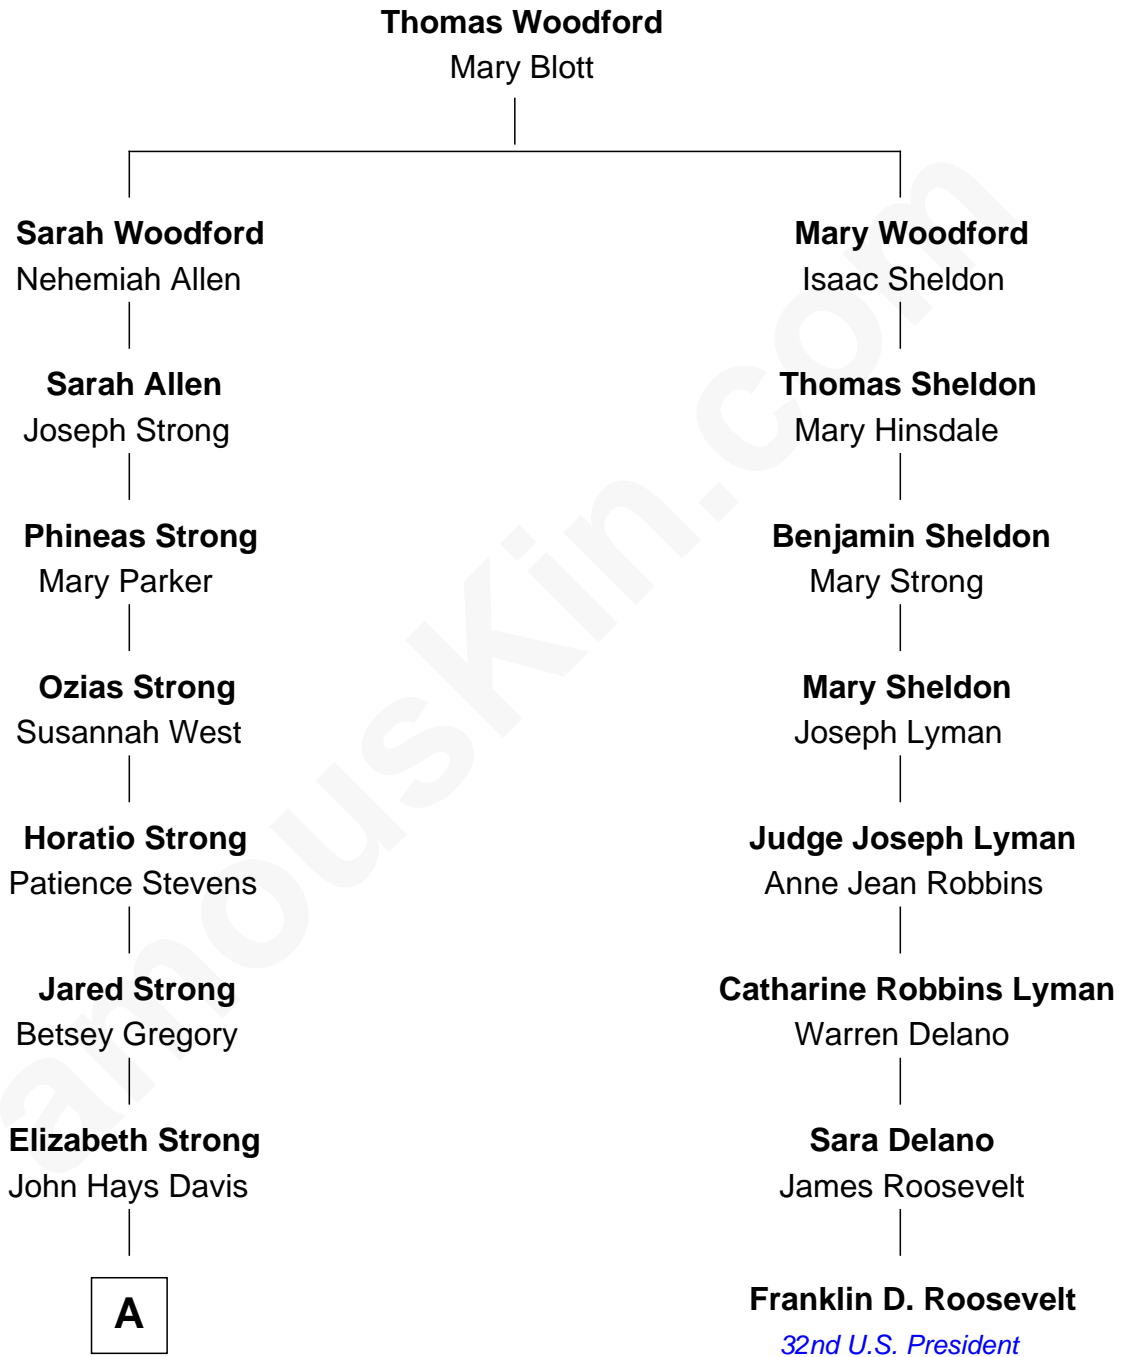 Thomas Woodford
Mary Blott
Sarah Woodford
Nehemiah Allen
Mary Woodford
Isaac Sheldon
Sarah Allen
Joseph Strong
Thomas Sheldon
Mary Hinsdale
Phineas Strong
Mary Parker
Benjamin Sheldon
Mary Strong
Ozias Strong
Susannah West
Mary Sheldon
Joseph Lyman
Horatio Strong
Patience Stevens
Judge Joseph Lyman
Anne Jean Robbins
Jared Strong
Betsey Gregory
Catharine Robbins Lyman
Warren Delano
Elizabeth Strong
John Hays Davis
Sara Delano
James Roosevelt
A
Franklin D. Roosevelt
32nd U.S. President
amousKin.com